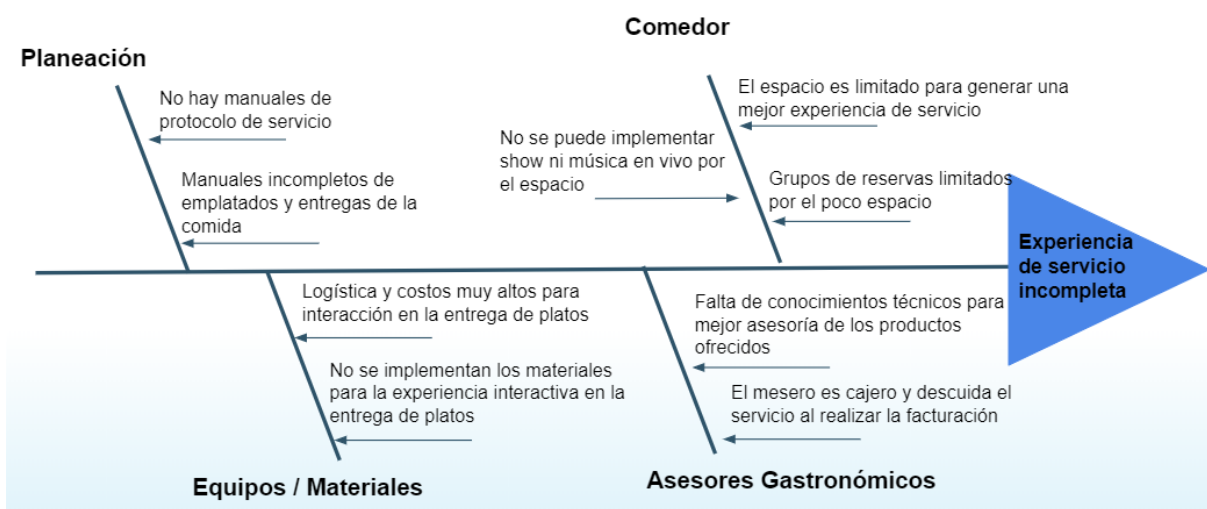 Planeación
No hay manuales de
protocolo de servicio
Manuales incompletos de
emplatados y entregas de la
comida
Comedor
El espacio es limitado para generar una
mejor experiencia de servicio
No se puede implementar
show ni música en vivo por
el espacio
Grupos de reservas limitados
por el poco espacio
Experiencia
de servicio
incompleta
Logística y costos muy altos para
interacción en la entrega de platos
No se implementan los materiales
para la experiencia interactiva en la
entrega de platos
Equipos / Materiales
Falta de conocimientos técnicos para
mejor asesoría de los productos
ofrecidos
El mesero es cajero y descuida el
servicio al realizar la facturación
Asesores Gastronómicos